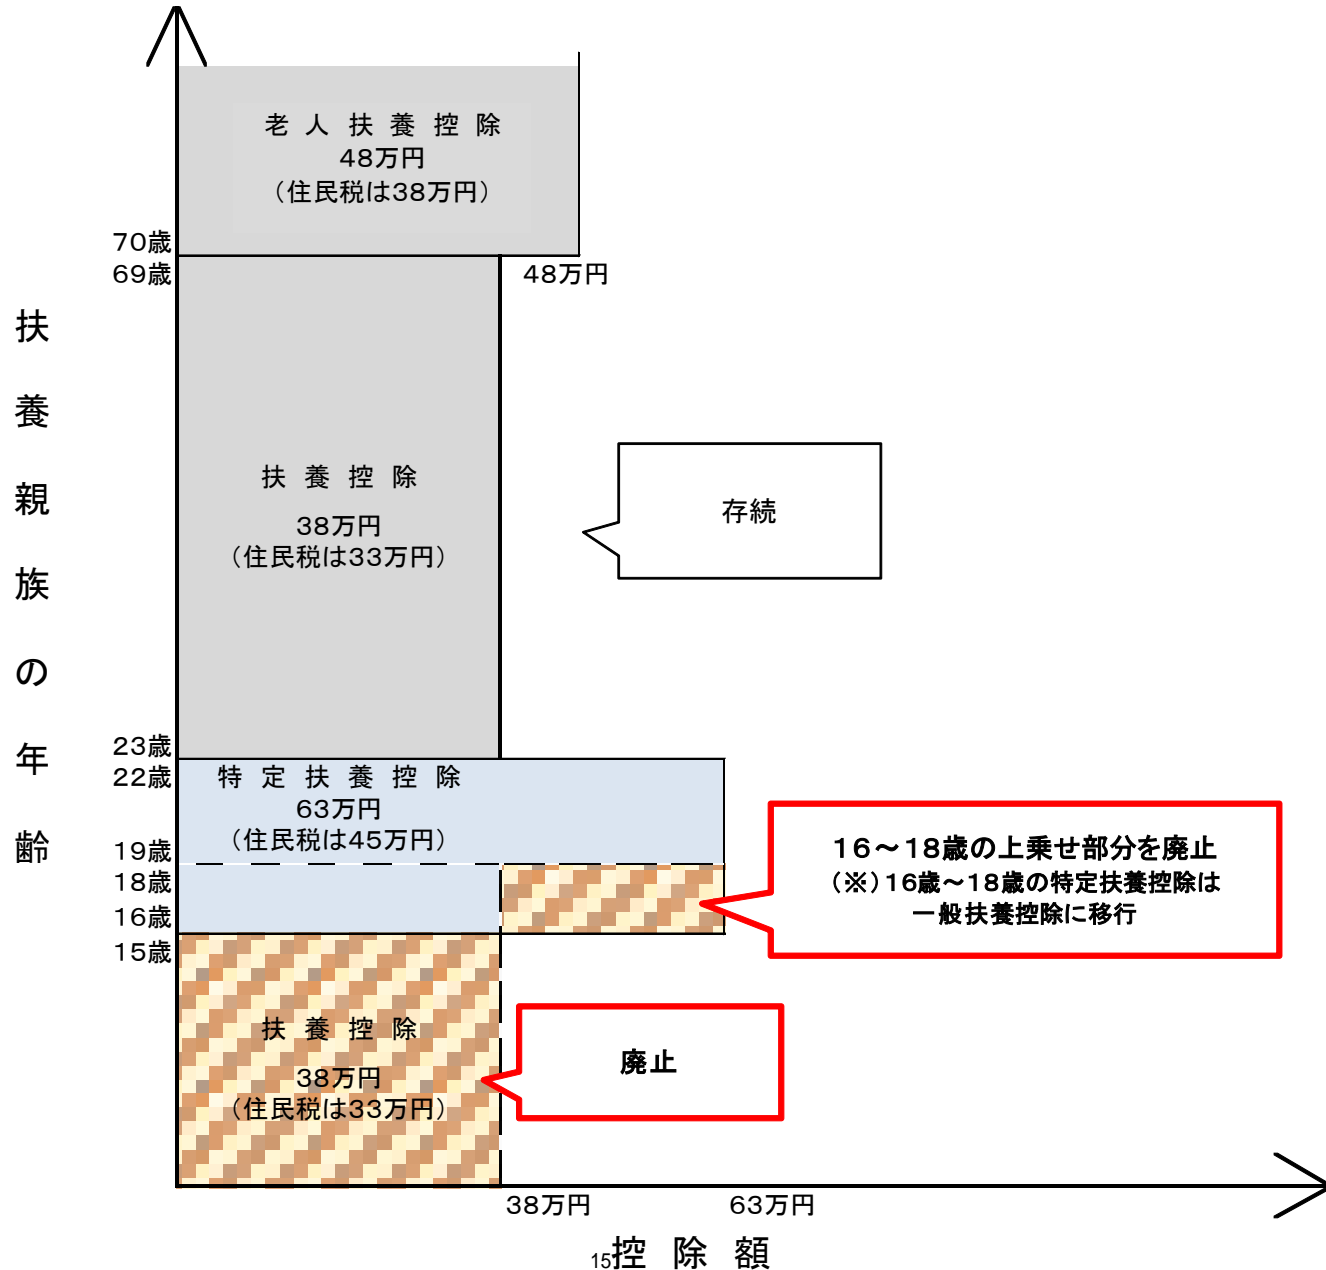 老人扶養控除
48万円
（住民税は38万円）
70歳
69歳
48万円
扶養親族の年齢
扶養控除
38万円
（住民税は33万円）
存続
23歳
22歳
特定扶養控除
63万円
（住民税は45万円）
19歳
18歳
16歳
15歳
16～18歳の上乗せ部分を廃止
（※）16歳～18歳の特定扶養控除は
一般扶養控除に移行
扶養控除
38万円
（住民税は33万円）
廃止
38万円
63万円
15
控除額